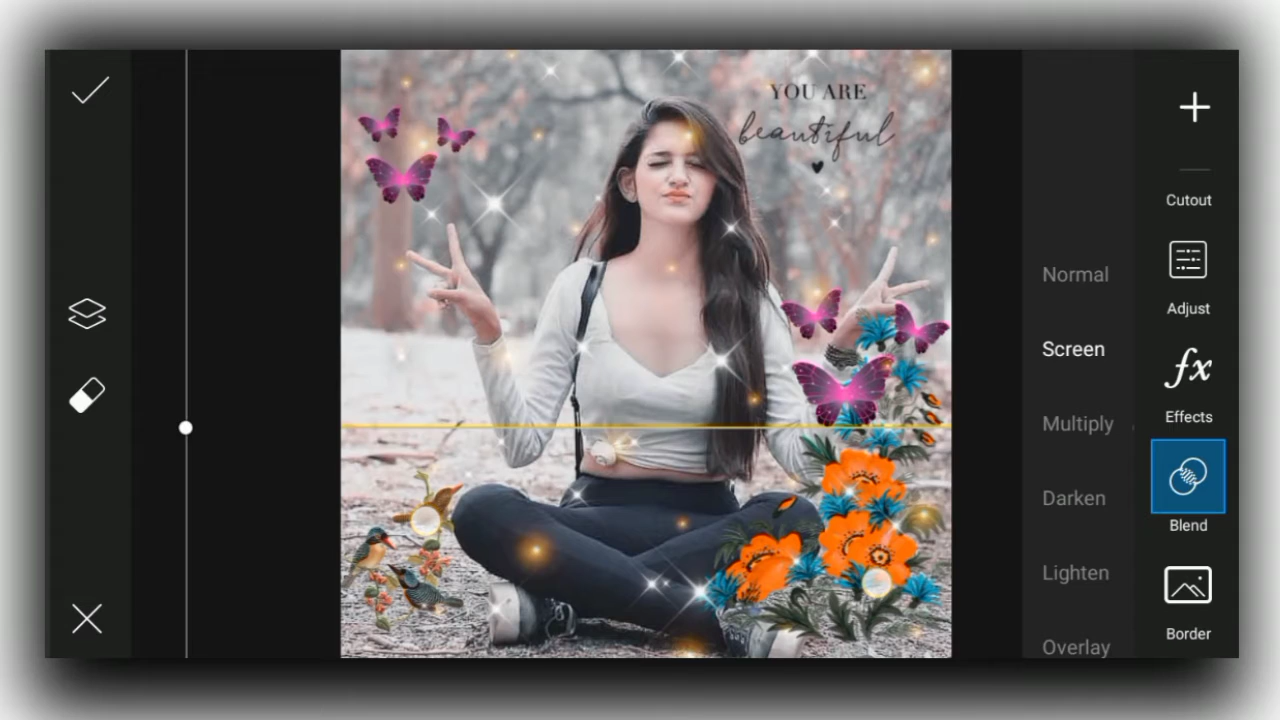 YOU ARE
beautiful
Normal
Screen
Multiply
Darken
Lighten
Overlay
Cutout
Adjust
fx
Effects
Blend
Border